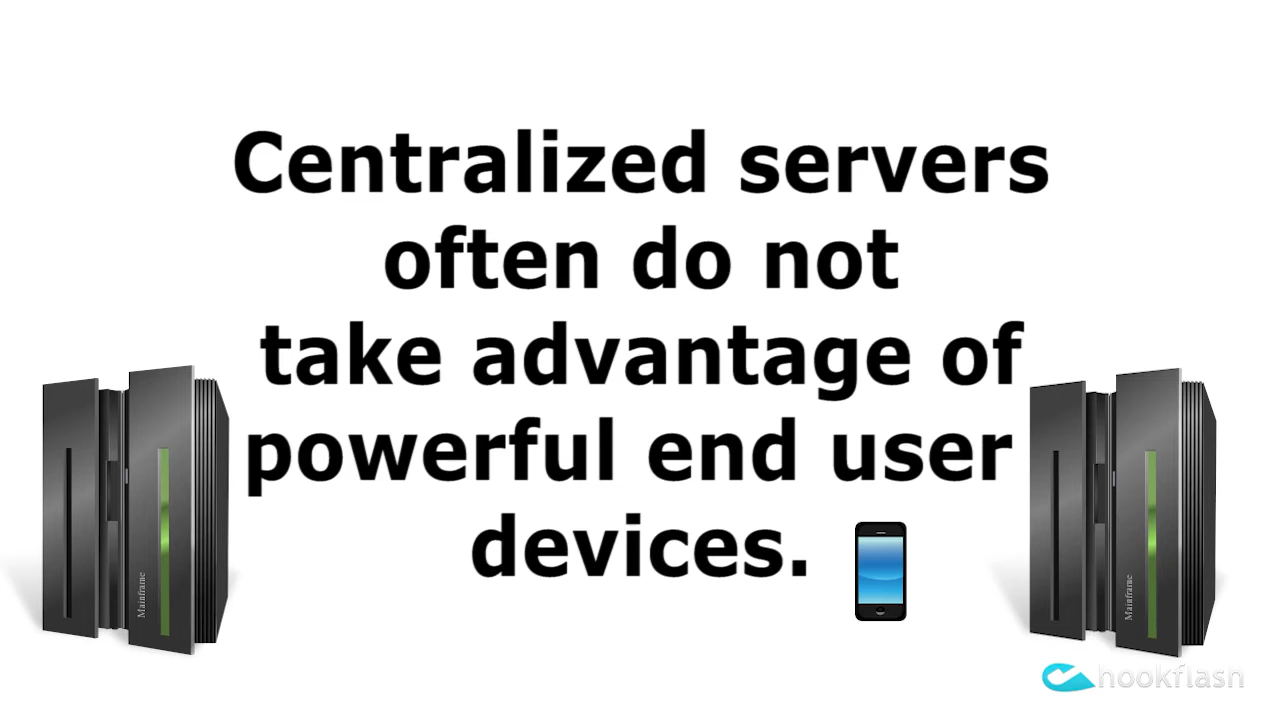 Centralized servers
often do not
take advantage of
powerful end user
devices.
Mainframe
Mainframe
hookflash